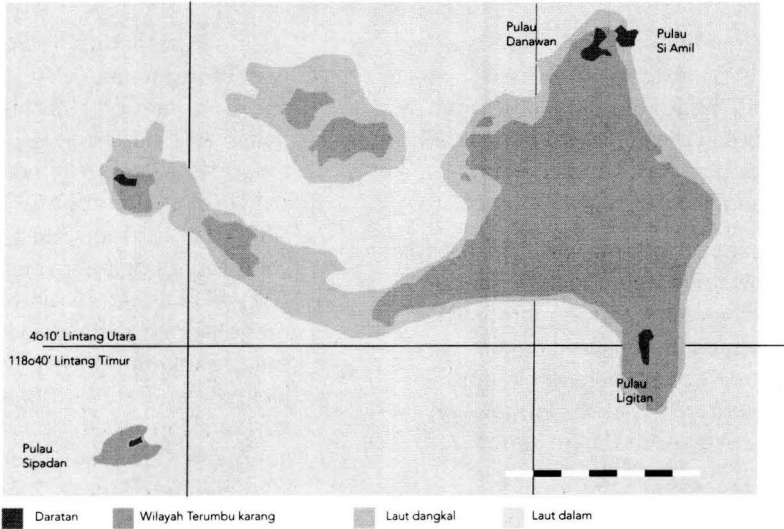 Pulau
Danawan
Pulau
Si Amil
4o10' Lintang Utara
118o40' Lintang Timur
Pulau
Ligitan
Pulau
Sipadan
Daratan
Wilayah Terumbu karang
Laut dangkal
Laut dalam